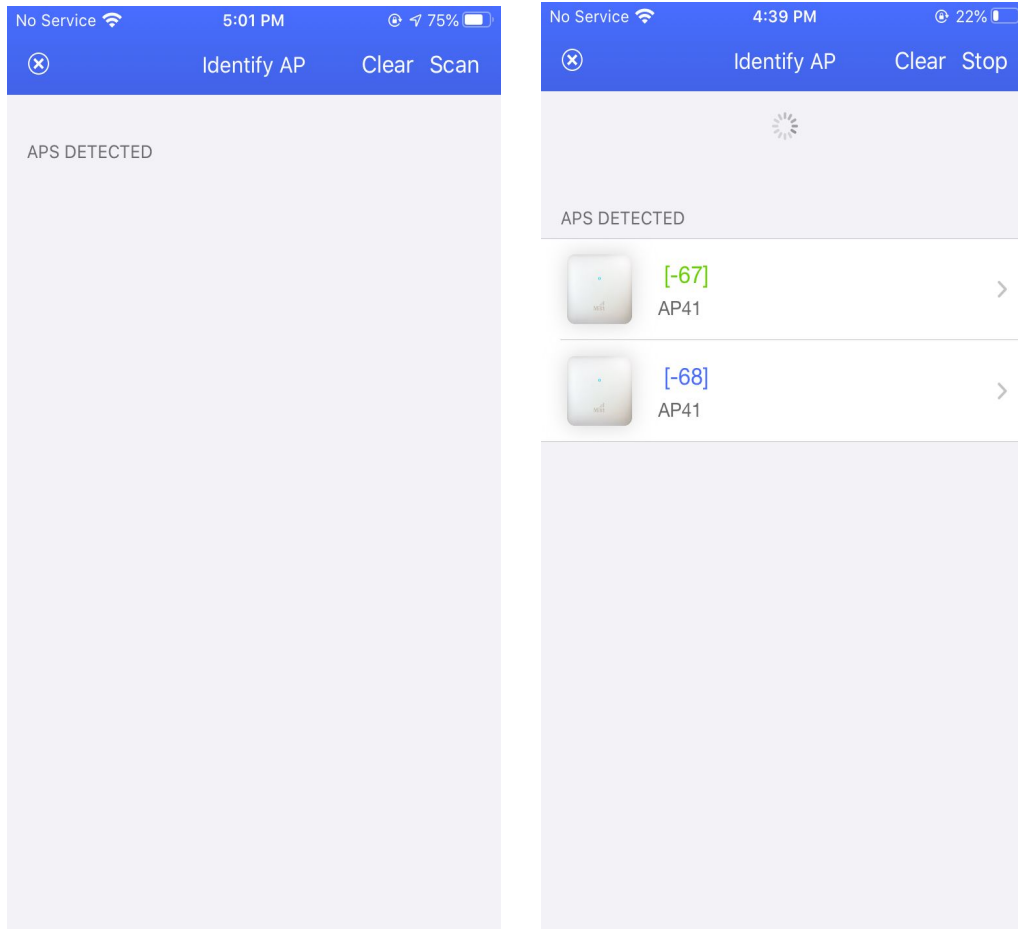 No Service 5:01 PM 75%
Identify AP Clear Scan
APS DETECTED
No Service 4:39 PM 22%
Identify AP Clear Stop
APS DETECTED
[-67]
AP41
[-68]
AP41